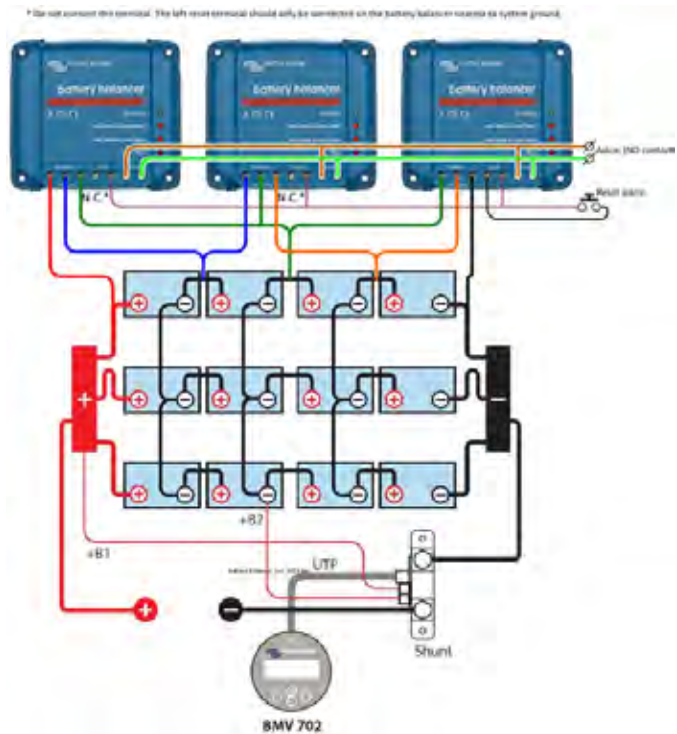 * Do not connect this terminal. The left reset terminal should only be connected on the battery balancer nearest to system ground.
battery balancer
battery balancer
battery balancer
Alarm (NO contact)
N.C.*
N.C.*
Reset alarm
+
-
+
-
+
-
+
-
+
-
+
-
+
-
+
-
+
-
+
-
+
-
+
-
+
-
+
-
+B2
+B1
UTP
+
-
Shunt
BMV 702